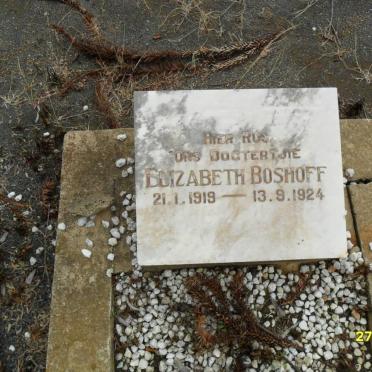 HIER RUS
ONS DOGTERTJIE
ELIZABETH BOSHOFF
21.1.1919 — 13.9.1924
27